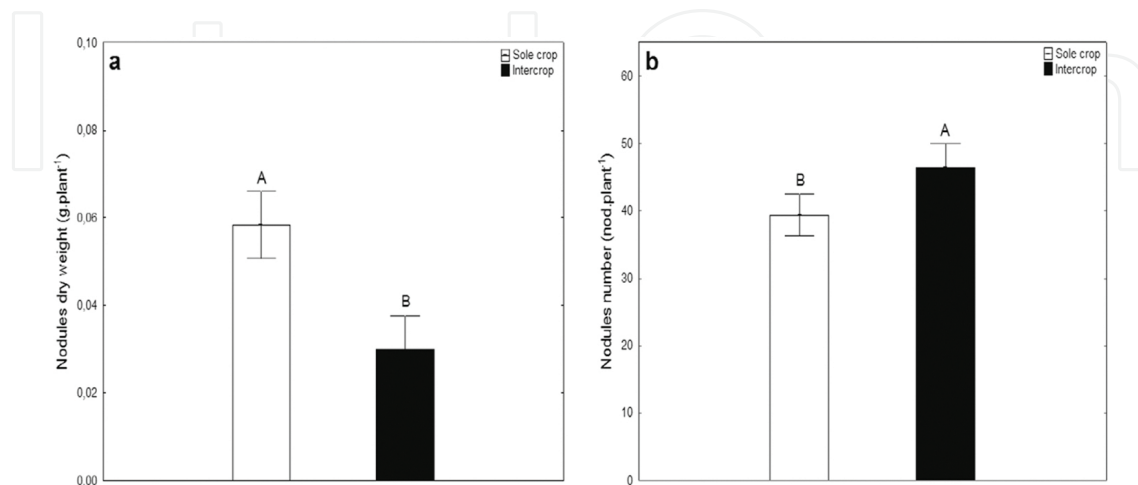 a
Sole crop
Intercrop
0,10
0,08
0,06
0,04
0,02
0,00
Nodules dry weight (g.plant⁻¹)
A
B
b
Sole crop
Intercrop
60
50
40
30
20
10
0
Nodules number (nod.plant⁻¹)
B
A